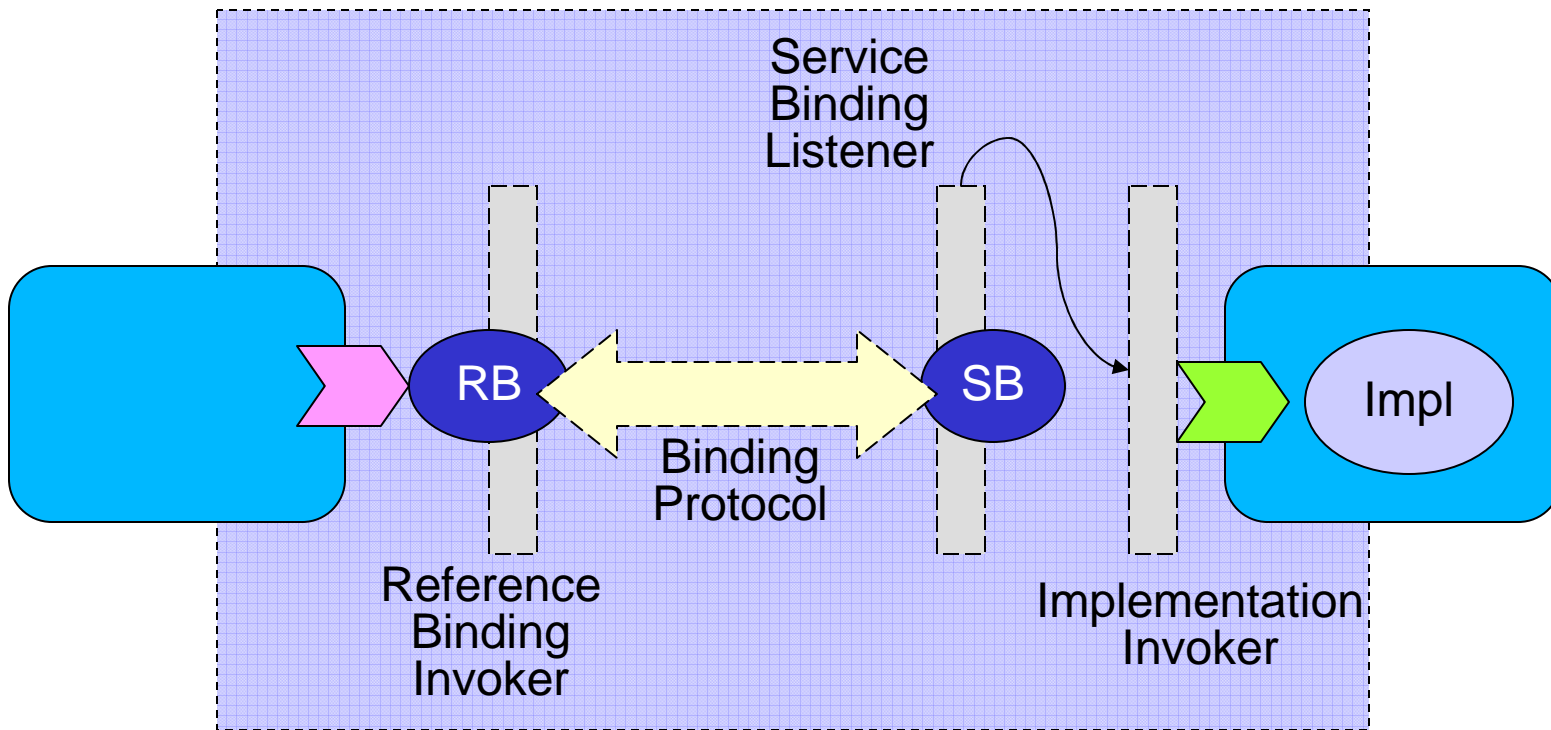 Service
Binding
Listener
RB
SB
Impl
Binding
Protocol
Reference
Binding
Invoker
Implementation
Invoker